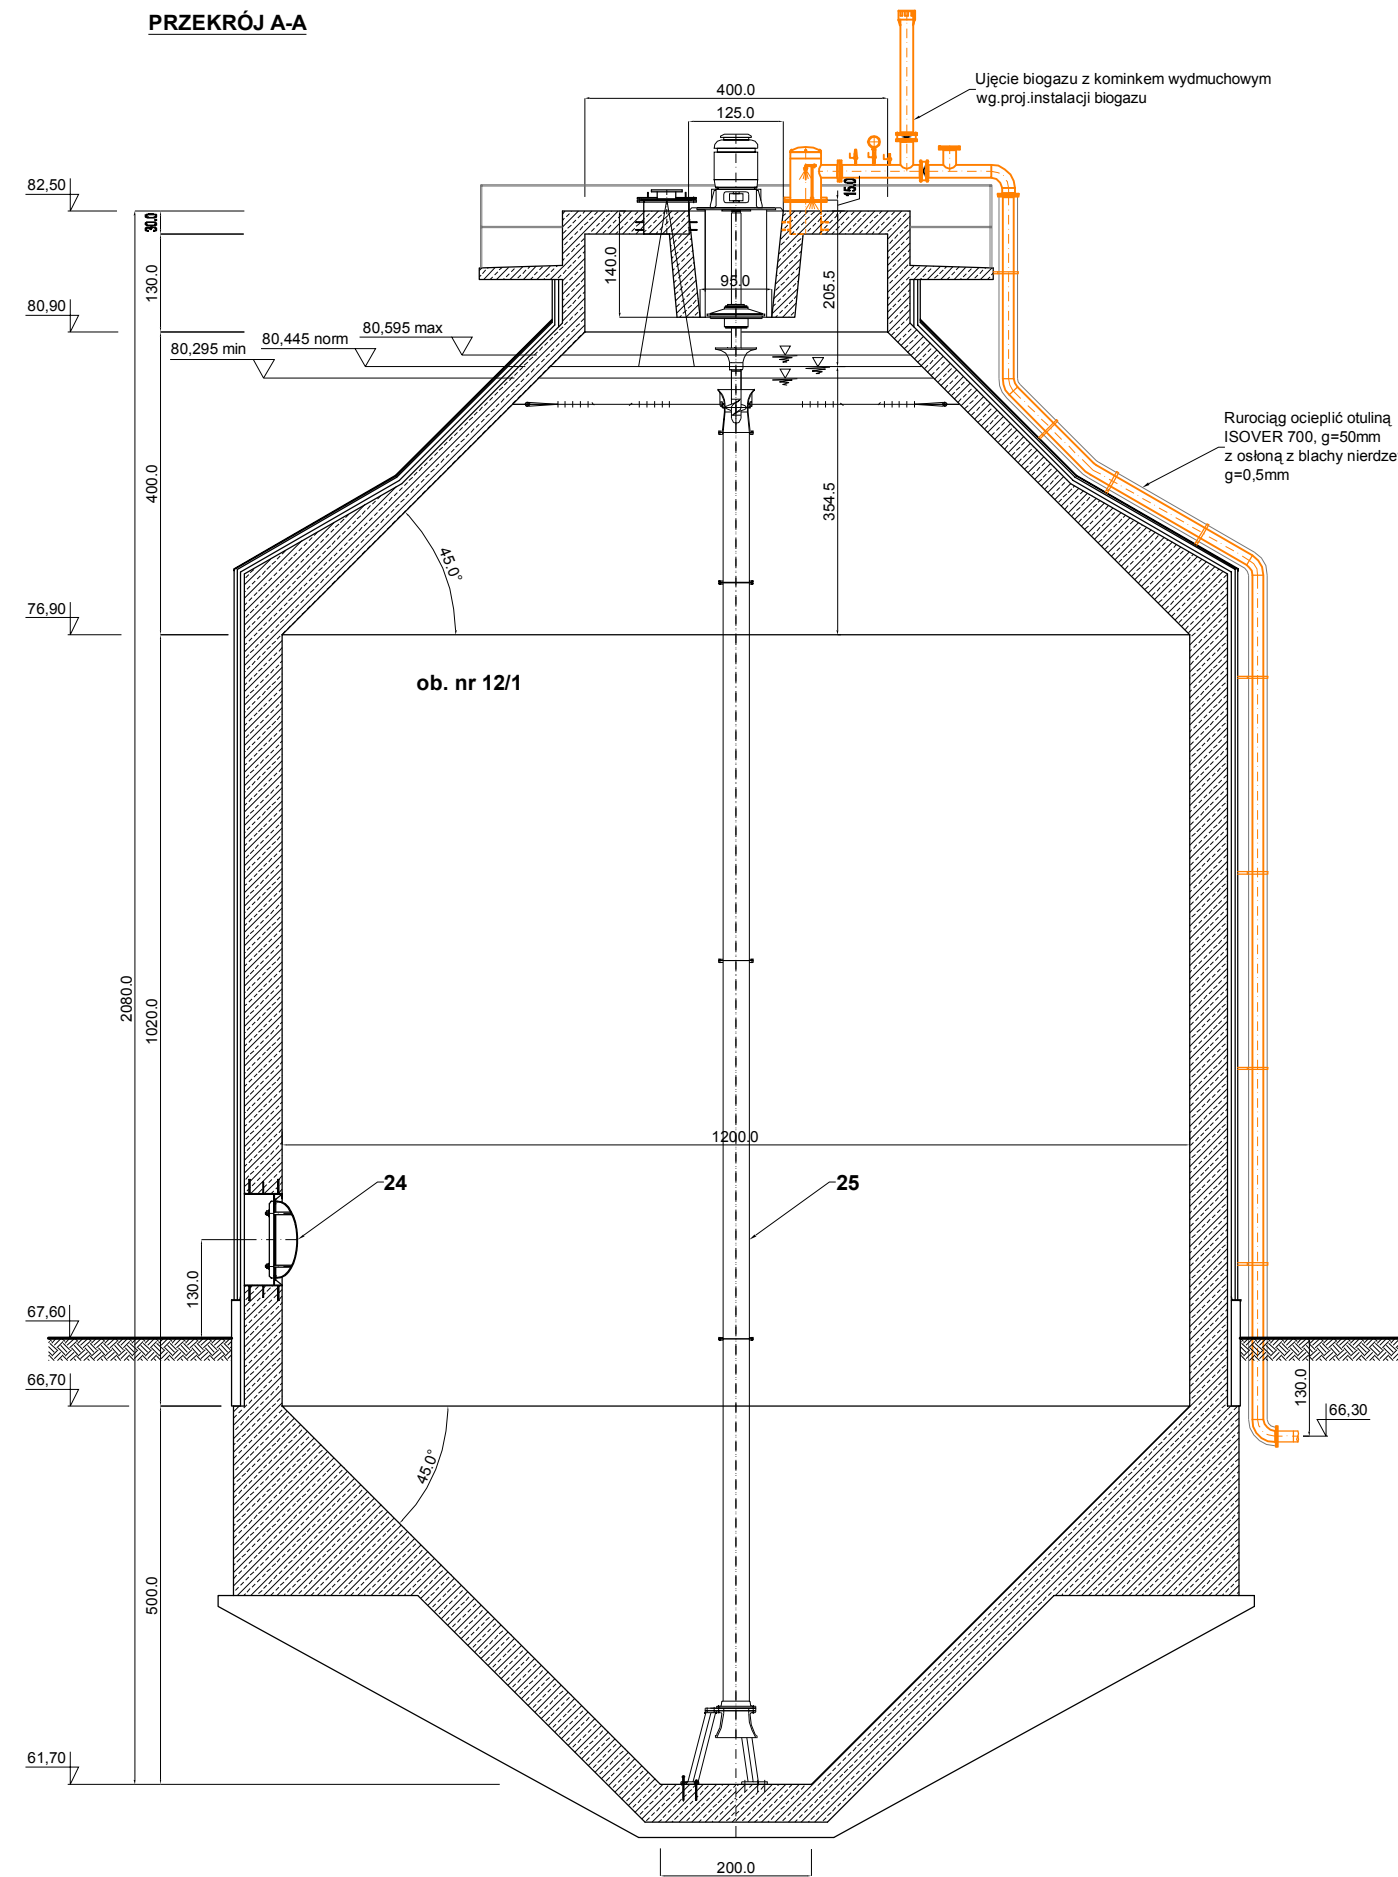 PRZEKRÓJ A-A
Ujęcie biogazu z kominkem wydmuchowym
wg.proj.instalacji biogazu
400.0
125.0
82,50
30.0
15.0
130.0
140.0
95.0
205.5
80,90
80,595 max
80,445 norm
80,295 min
Rurociąg ocieplić otuliną
ISOVER 700, g=50mm
z osłoną z blachy nierdze
g=0,5mm
400.0
354.5
45.0°
76,90
ob. nr 12/1
2080.0
1020.0
1200.0
24
25
130.0
67,60
66,70
130.0
66,30
45.0°
500.0
61,70
200.0